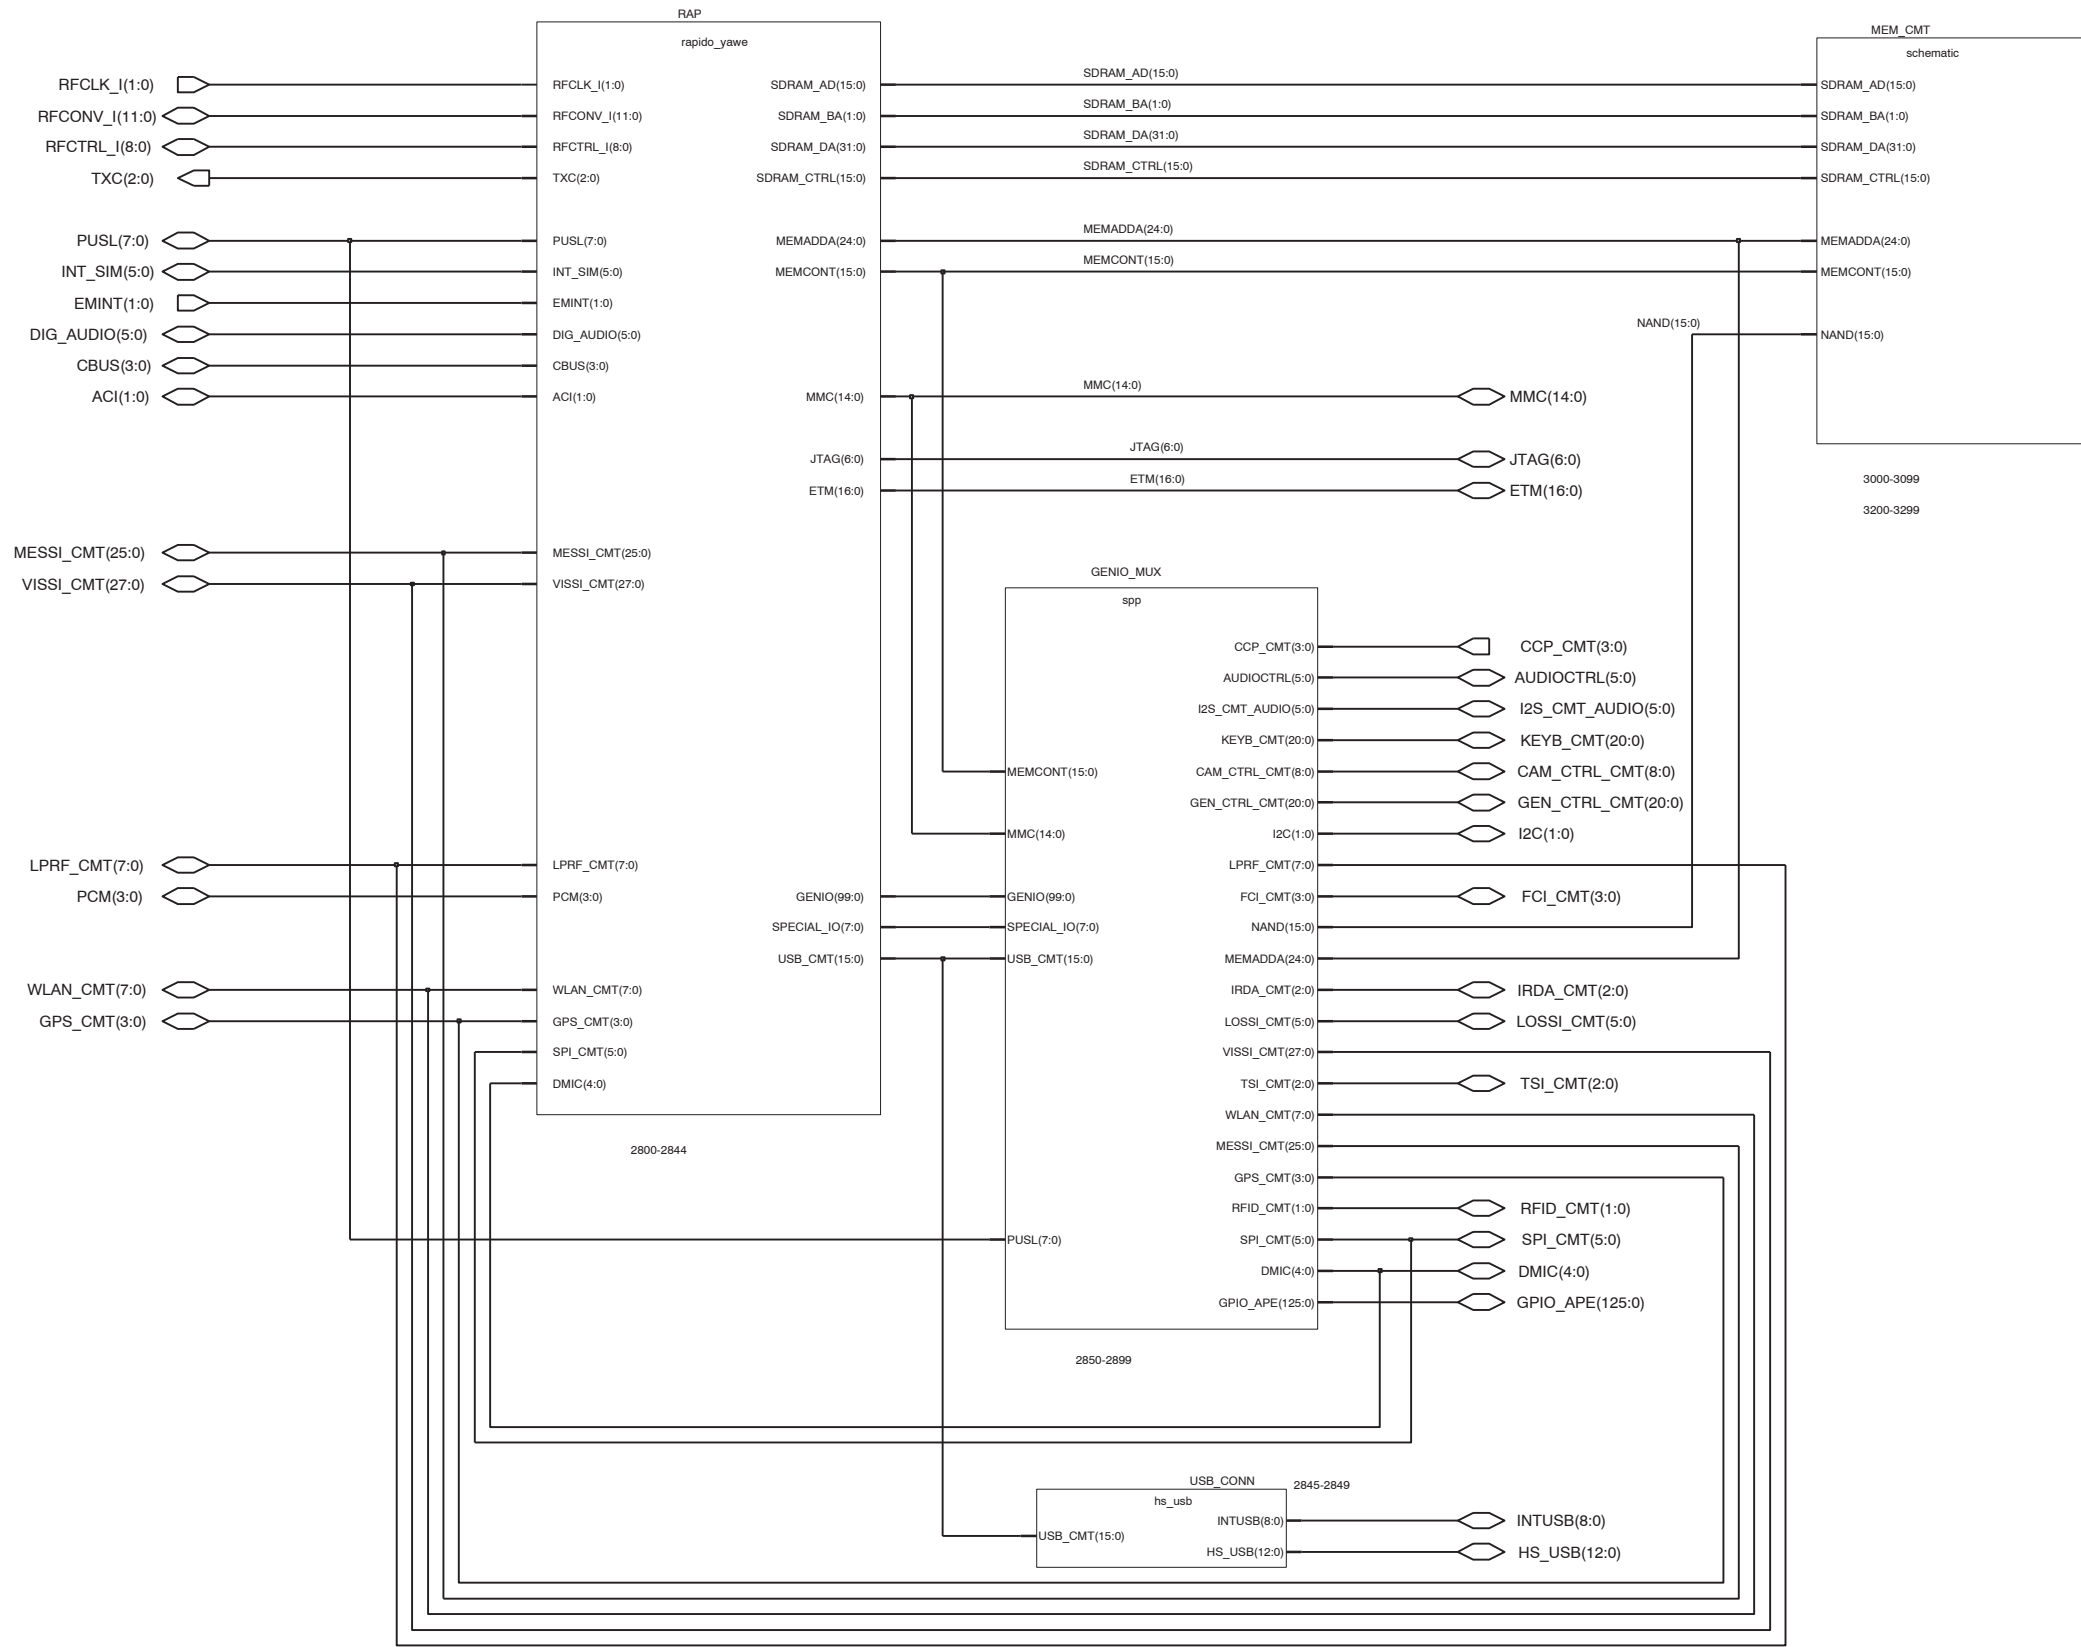 RAP
rapido_yawe
MEM_CMT
schematic
RFCLK_I(1:0)
RFCLK_I(1:0)
SDRAM_AD(15:0)
SDRAM_AD(15:0)
SDRAM_AD(15:0)
RFCONV_I(11:0)
RFCONV_I(11:0)
SDRAM_BA(1:0)
SDRAM_BA(1:0)
SDRAM_BA(1:0)
RFCTRL_I(8:0)
RFCTRL_I(8:0)
SDRAM_DA(31:0)
SDRAM_DA(31:0)
SDRAM_DA(31:0)
TXC(2:0)
TXC(2:0)
SDRAM_CTRL(15:0)
SDRAM_CTRL(15:0)
SDRAM_CTRL(15:0)
PUSL(7:0)
PUSL(7:0)
MEMADDA(24:0)
MEMADDA(24:0)
MEMADDA(24:0)
INT_SIM(5:0)
INT_SIM(5:0)
MEMCONT(15:0)
MEMCONT(15:0)
MEMCONT(15:0)
EMINT(1:0)
EMINT(1:0)
DIG_AUDIO(5:0)
DIG_AUDIO(5:0)
NAND(15:0)
NAND(15:0)
CBUS(3:0)
CBUS(3:0)
ACI(1:0)
ACI(1:0)
MMC(14:0)
MMC(14:0)
MMC(14:0)
JTAG(6:0)
JTAG(6:0)
JTAG(6:0)
ETM(16:0)
ETM(16:0)
ETM(16:0)
3000-3099
3200-3299
MESSI_CMT(25:0)
MESSI_CMT(25:0)
VISSI_CMT(27:0)
VISSI_CMT(27:0)
GENIO_MUX
spp
CCP_CMT(3:0)
CCP_CMT(3:0)
AUDIOCTRL(5:0)
AUDIOCTRL(5:0)
I2S_CMT_AUDIO(5:0)
I2S_CMT_AUDIO(5:0)
KEYB_CMT(20:0)
KEYB_CMT(20:0)
MEMCONT(15:0)
CAM_CTRL_CMT(8:0)
CAM_CTRL_CMT(8:0)
GEN_CTRL_CMT(20:0)
GEN_CTRL_CMT(20:0)
MMC(14:0)
I2C(1:0)
I2C(1:0)
LPRF_CMT(7:0)
LPRF_CMT(7:0)
LPRF_CMT(7:0)
PCM(3:0)
PCM(3:0)
GENIO(99:0)
GENIO(99:0)
FCI_CMT(3:0)
FCI_CMT(3:0)
SPECIAL_IO(7:0)
SPECIAL_IO(7:0)
NAND(15:0)
USB_CMT(15:0)
USB_CMT(15:0)
MEMADDA(24:0)
WLAN_CMT(7:0)
WLAN_CMT(7:0)
IRDA_CMT(2:0)
IRDA_CMT(2:0)
GPS_CMT(3:0)
GPS_CMT(3:0)
LOSSI_CMT(5:0)
LOSSI_CMT(5:0)
SPI_CMT(5:0)
VISSI_CMT(27:0)
DMIC(4:0)
TSI_CMT(2:0)
TSI_CMT(2:0)
WLAN_CMT(7:0)
2800-2844
MESSI_CMT(25:0)
GPS_CMT(3:0)
RFID_CMT(1:0)
RFID_CMT(1:0)
PUSL(7:0)
SPI_CMT(5:0)
SPI_CMT(5:0)
DMIC(4:0)
DMIC(4:0)
GPIO_APE(125:0)
GPIO_APE(125:0)
2850-2899
USB_CONN
2845-2849
hs_usb
INTUSB(8:0)
INTUSB(8:0)
USB_CMT(15:0)
HS_USB(12:0)
HS_USB(12:0)